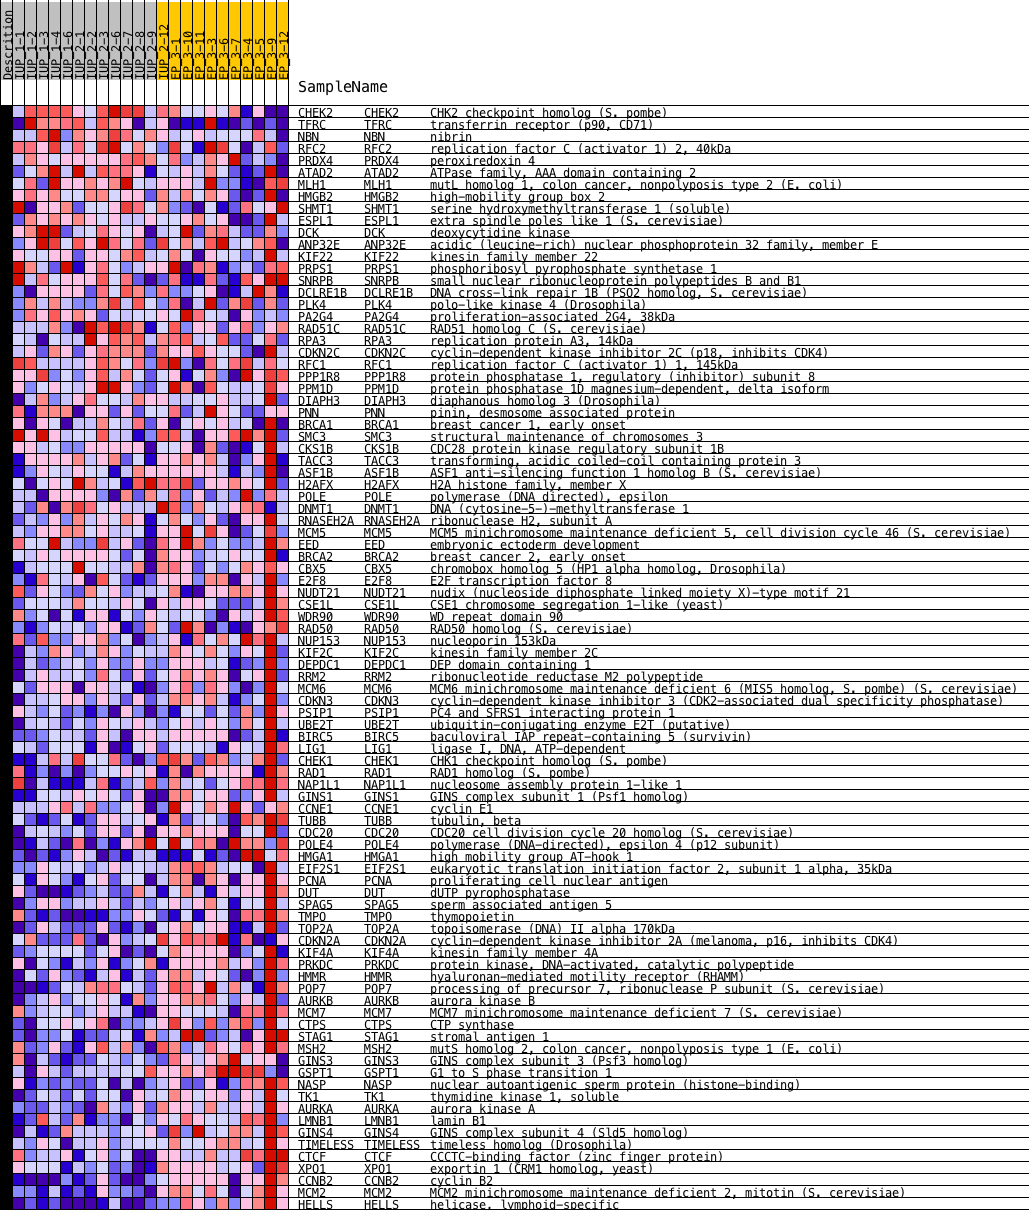 Descrition
IUP_1-1
IUP_1-2
IUP_1-3
IUP_1-4
IUP_1-6
IUP_2-1
IUP_2-2
IUP_2-3
IUP_2-6
IUP_2-7
IUP_2-8
IUP_2-9
IUP_2-12
EP_3-1
EP_3-10
EP_3-11
EP_3-3
EP_3-6
EP_3-7
EP_3-4
EP_3-5
EP_3-9
EP_3-12
SampleName
CHEK2 CHEK2 CHK2 checkpoint homolog (S. pombe)
TFRC TFRC transferrin receptor (p90, CD71)
NBN NBN nibrin
RFC2 RFC2 replication factor C (activator 1) 2, 40kDa
PRDX4 PRDX4 peroxiredoxin 4
ATAD2 ATAD2 ATPase family, AAA domain containing 2
MLH1 MLH1 mutL homolog 1, colon cancer, nonpolyposis type 2 (E. coli)
HMGB2 HMGB2 high-mobility group box 2
SHMT1 SHMT1 serine hydroxymethyltransferase 1 (soluble)
ESPL1 ESPL1 extra spindle poles like 1 (S. cerevisiae)
DCK DCK deoxycytidine kinase
ANP32E ANP32E acidic (leucine-rich) nuclear phosphoprotein 32 family, member E
KIF22 KIF22 kinesin family member 22
PRPS1 PRPS1 phosphoribosyl pyrophosphate synthetase 1
SNRPB SNRPB small nuclear ribonucleoprotein polypeptides B and B1
DCLRE1B DCLRE1B DNA cross-link repair 1B (PSO2 homolog, S. cerevisiae)
PLK4 PLK4 polo-like kinase 4 (Drosophila)
PA2G4 PA2G4 proliferation-associated 2G4, 38kDa
RAD51C RAD51C RAD51 homolog C (S. cerevisiae)
RPA3 RPA3 replication protein A3, 14kDa
CDKN2C CDKN2C cyclin-dependent kinase inhibitor 2C (p18, inhibits CDK4)
RFC1 RFC1 replication factor C (activator 1) 1, 145kDa
PPP1R8 PPP1R8 protein phosphatase 1, regulatory (inhibitor) subunit 8
PPM1D PPM1D protein phosphatase 1D magnesium-dependent, delta isoform
DIAPH3 DIAPH3 diaphanous homolog 3 (Drosophila)
PNN PNN pinin, desmosome associated protein
BRCA1 BRCA1 breast cancer 1, early onset
SMC3 SMC3 structural maintenance of chromosomes 3
CKS1B CKS1B CDC28 protein kinase regulatory subunit 1B
TACC3 TACC3 transforming, acidic coiled-coil containing protein 3
ASF1B ASF1B ASF1 anti-silencing function 1 homolog B (S. cerevisiae)
H2AFX H2AFX H2A histone family, member X
POLE POLE polymerase (DNA directed), epsilon
DNMT1 DNMT1 DNA (cytosine-5-)-methyltransferase 1
RNASEH2A RNASEH2A ribonuclease H2, subunit A
MCM5 MCM5 MCM5 minichromosome maintenance deficient 5, cell division cycle 46 (S. cerevisiae)
EED EED embryonic ectoderm development
BRCA2 BRCA2 breast cancer 2, early onset
CBX5 CBX5 chromobox homolog 5 (HP1 alpha homolog, Drosophila)
E2F8 E2F8 E2F transcription factor 8
NUDT21 NUDT21 nudix (nucleoside diphosphate linked moiety X)-type motif 21
CSE1L CSE1L CSE1 chromosome segregation 1-like (yeast)
WDR90 WDR90 WD repeat domain 90
RAD50 RAD50 RAD50 homolog (S. cerevisiae)
NUP153 NUP153 nucleoporin 153kDa
KIF2C KIF2C kinesin family member 2C
DEPDC1 DEPDC1 DEP domain containing 1
RRM2 RRM2 ribonucleotide reductase M2 polypeptide
MCM6 MCM6 MCM6 minichromosome maintenance deficient 6 (MIS5 homolog, S. pombe) (S. cerevisiae)
CDKN3 CDKN3 cyclin-dependent kinase inhibitor 3 (CDK2-associated dual specificity phosphatase)
PSIP1 PSIP1 PC4 and SFRS1 interacting protein 1
UBE2T UBE2T ubiquitin-conjugating enzyme E2T (putative)
BIRC5 BIRC5 baculoviral IAP repeat-containing 5 (survivin)
LIG1 LIG1 ligase I, DNA, ATP-dependent
CHEK1 CHEK1 CHK1 checkpoint homolog (S. pombe)
RAD1 RAD1 RAD1 homolog (S. pombe)
NAP1L1 NAP1L1 nucleosome assembly protein 1-like 1
GINS1 GINS1 GINS complex subunit 1 (Psf1 homolog)
CCNE1 CCNE1 cyclin E1
TUBB TUBB tubulin, beta
CDC20 CDC20 CDC20 cell division cycle 20 homolog (S. cerevisiae)
POLE4 POLE4 polymerase (DNA-directed), epsilon 4 (p12 subunit)
HMGA1 HMGA1 high mobility group AT-hook 1
EIF2S1 EIF2S1 eukaryotic translation initiation factor 2, subunit 1 alpha, 35kDa
PCNA PCNA proliferating cell nuclear antigen
DUT DUT dUTP pyrophosphatase
SPAG5 SPAG5 sperm associated antigen 5
TMPO TMPO thymopoietin
TOP2A TOP2A topoisomerase (DNA) II alpha 170kDa
CDKN2A CDKN2A cyclin-dependent kinase inhibitor 2A (melanoma, p16, inhibits CDK4)
KIF4A KIF4A kinesin family member 4A
PRKDC PRKDC protein kinase, DNA-activated, catalytic polypeptide
HMMR HMMR hyaluronan-mediated motility receptor (RHAMM)
POP7 POP7 processing of precursor 7, ribonuclease P subunit (S. cerevisiae)
AURKB AURKB aurora kinase B
MCM7 MCM7 MCM7 minichromosome maintenance deficient 7 (S. cerevisiae)
CTPS CTPS CTP synthase
STAG1 STAG1 stromal antigen 1
MSH2 MSH2 mutS homolog 2, colon cancer, nonpolyposis type 1 (E. coli)
GINS3 GINS3 GINS complex subunit 3 (Psf3 homolog)
GSPT1 GSPT1 G1 to S phase transition 1
NASP NASP nuclear autoantigenic sperm protein (histone-binding)
TK1 TK1 thymidine kinase 1, soluble
AURKA AURKA aurora kinase A
LMNB1 LMNB1 lamin B1
GINS4 GINS4 GINS complex subunit 4 (Sld5 homolog)
TIMELESS TIMELESS timeless homolog (Drosophila)
CTCF CTCF CCCTC-binding factor (zinc finger protein)
XPO1 XPO1 exportin 1 (CRM1 homolog, yeast)
CCNB2 CCNB2 cyclin B2
MCM2 MCM2 MCM2 minichromosome maintenance deficient 2, mitotin (S. cerevisiae)
HELLS HELLS helicase, lymphoid-specific